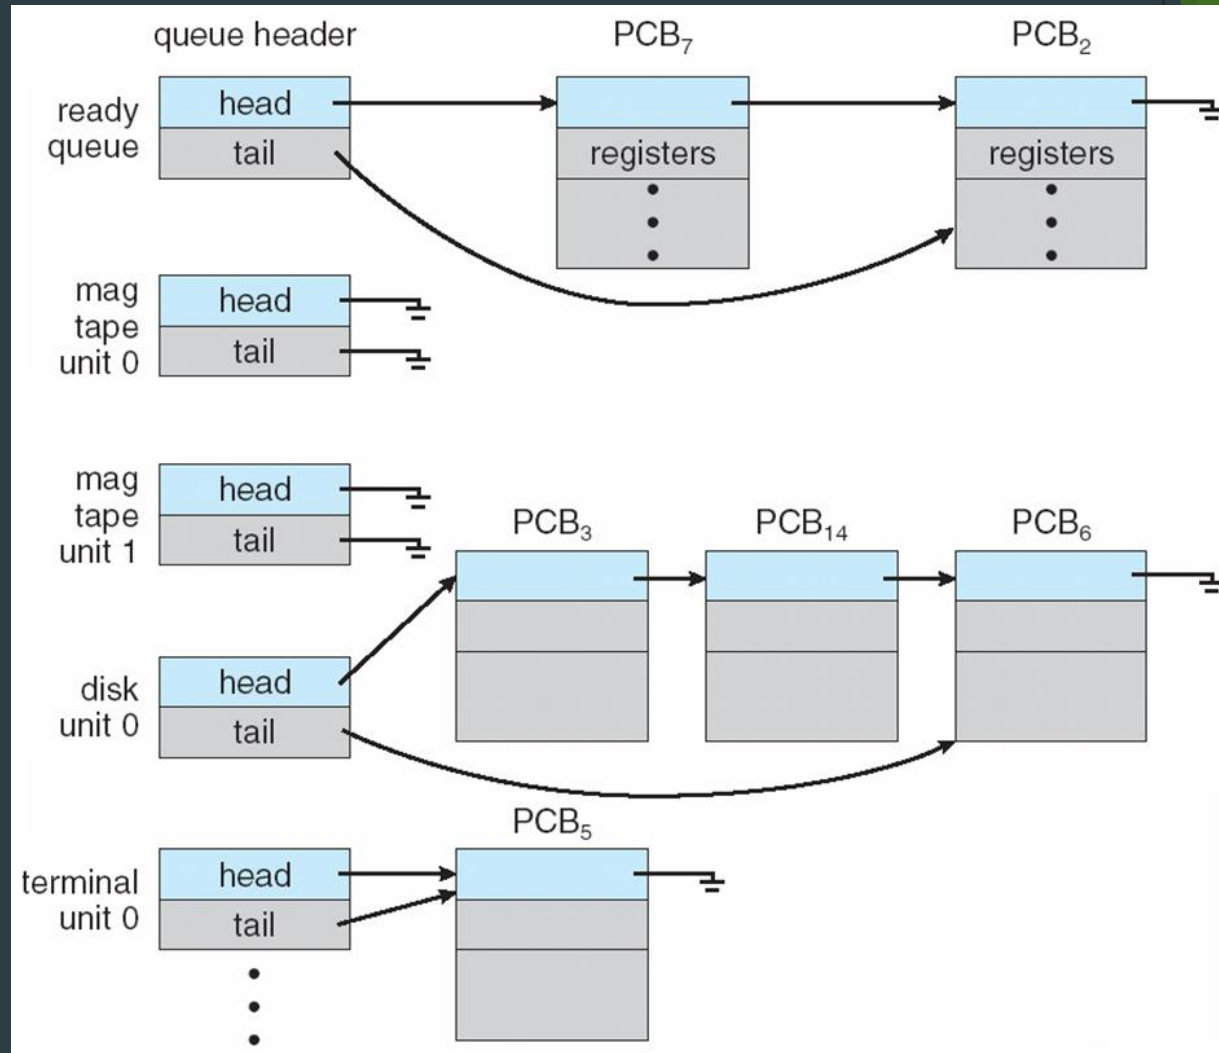 queue header
PCB₇
PCB₂
ready
queue
head
tail
registers
registers
mag
tape
unit 0
head
tail
mag
tape
unit 1
head
tail
PCB₃
PCB₁₄
PCB₆
disk
unit 0
head
tail
PCB₅
terminal
unit 0
head
tail